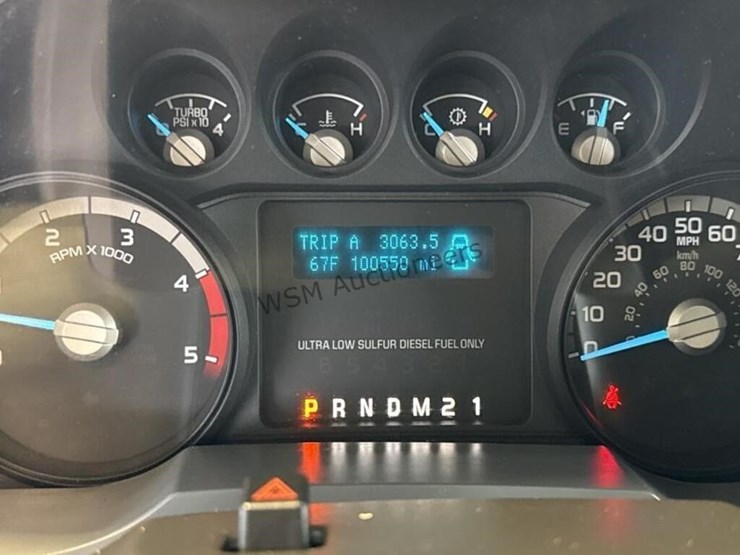 TURBO
PSI x 10 4
H
C H
E F
2 3
RPM X 1000
4
5
TRIP A 3063.5
67F 100550 mi
WSM Auctioneers
ULTRA LOW SULFUR DIESEL FUEL ONLY
P R N D M 2 1
40 50 60
MPH
30
km/h
60 80 100
20 40
10 20
0